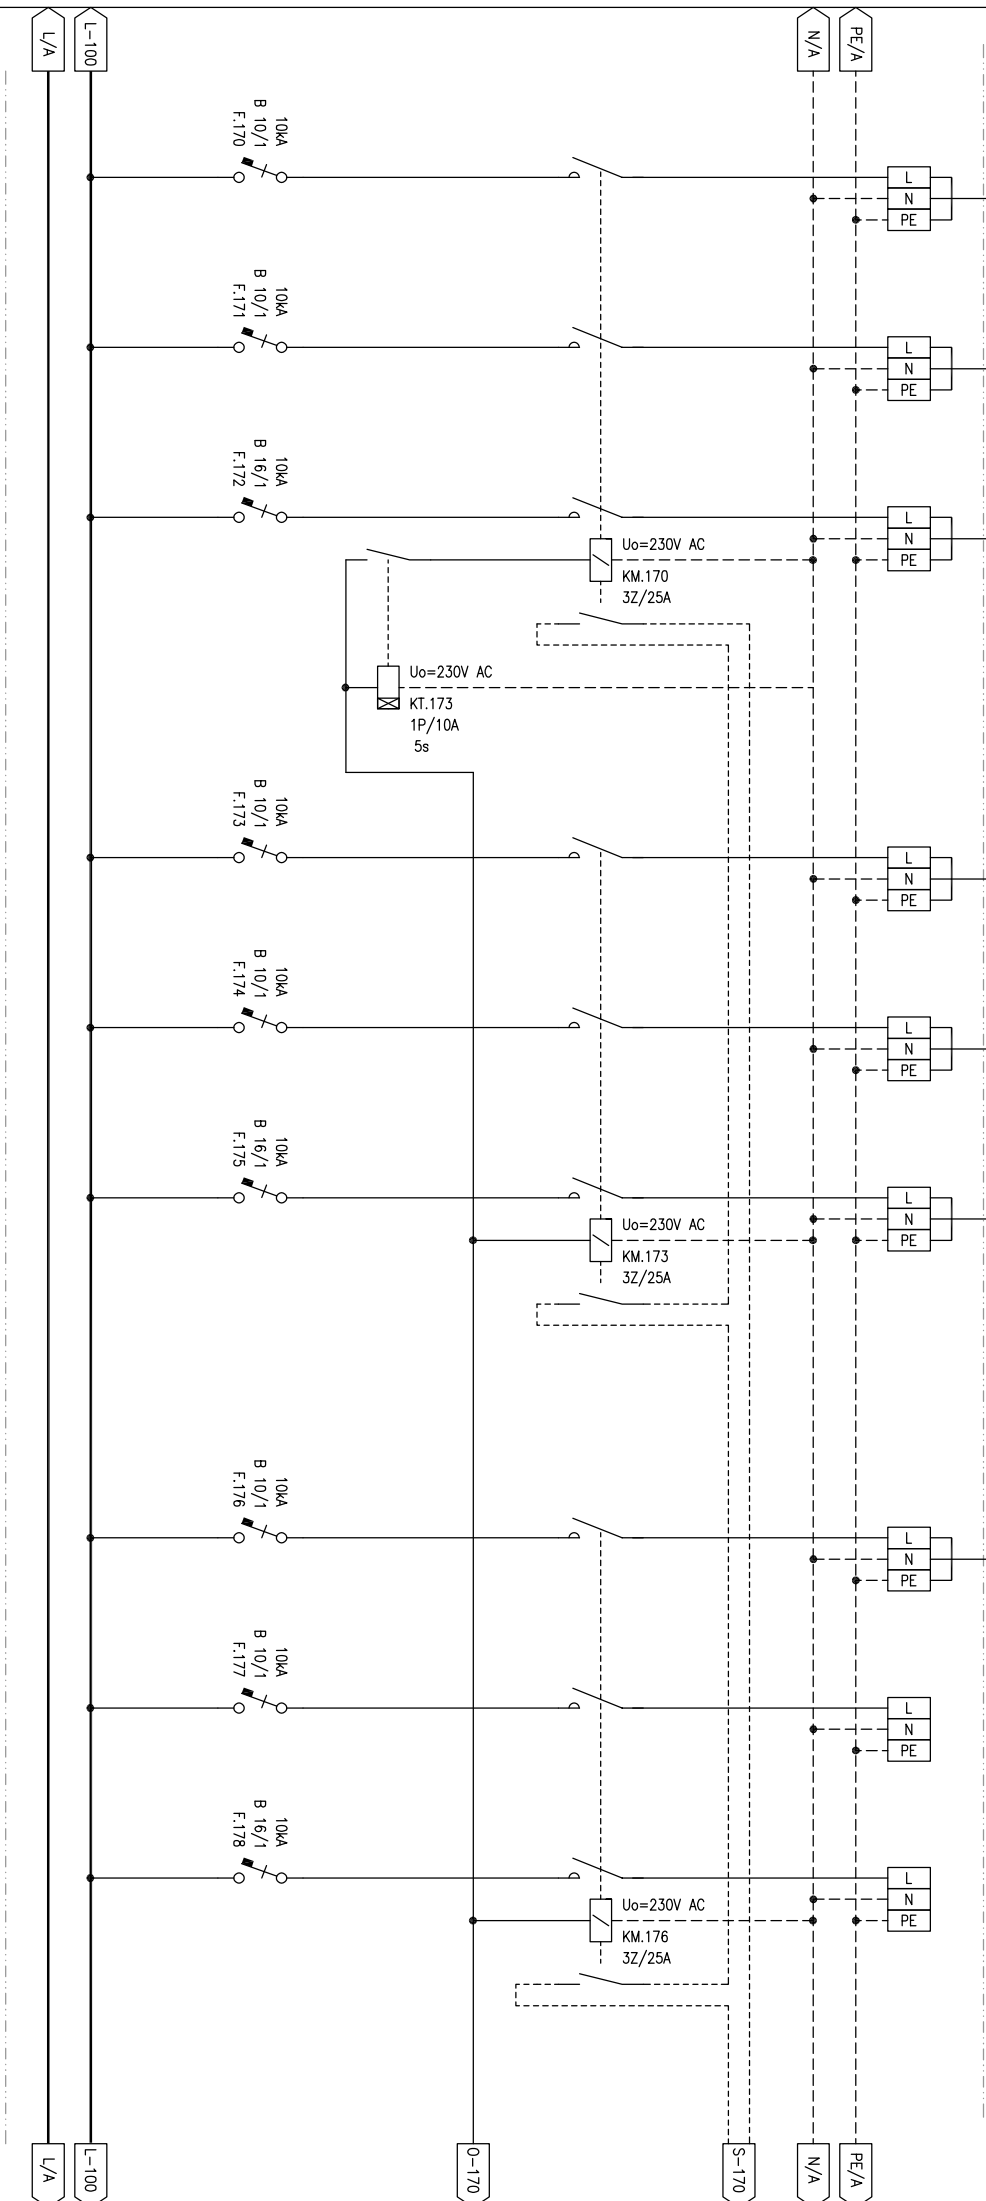 L/A
L-100
N/A
PE/A
10kA
B 10/1
F.170
L
N
PE
10kA
B 10/1
F.171
L
N
PE
10kA
B 16/1
F.172
L
N
PE
Uo=230V AC
KM.170
3Z/25A
Uo=230V AC
KT.173
1P/10A
5s
10kA
B 10/1
F.173
L
N
PE
10kA
B 10/1
F.174
L
N
PE
10kA
B 16/1
F.175
L
N
PE
Uo=230V AC
KM.173
3Z/25A
10kA
B 10/1
F.176
L
N
PE
10kA
B 10/1
F.177
L
N
PE
10kA
B 16/1
F.178
L
N
PE
Uo=230V AC
KM.176
3Z/25A
L/A
L-100
0-170
S-170
N/A
PE/A